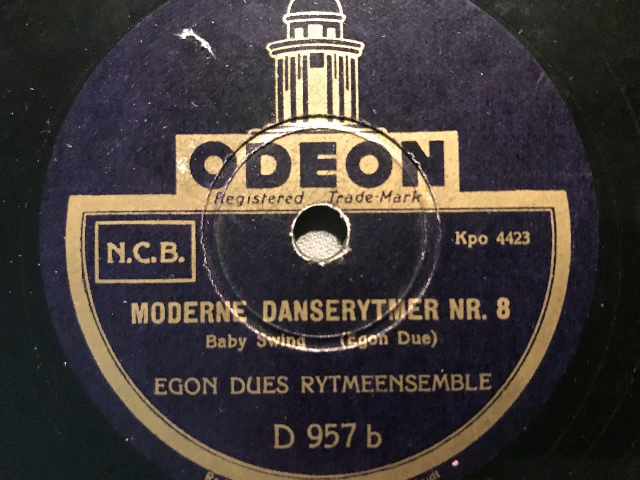 ODEON
Registered Trade-Mark
N.C.B.
Kpo 4423
MODERNE DANSERYTMER NR. 8
Baby Swing (Egon Due)
EGON DUES RYTMEENSEMBLE
D 957 b